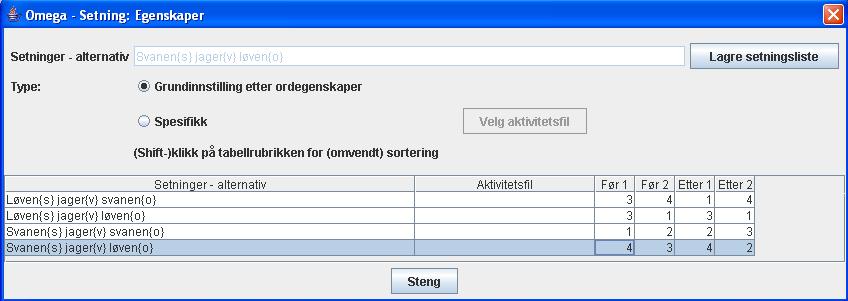 Omega - Setning: Egenskaper
Setninger - alternativ Svanen{s} jager{v} løven{o} Lagre setningsliste
Type: Grundinnstilling etter ordegenskaper
Spesifikk Velg aktivitetsfil
(Shift-)klikk på tabellrubrikken for (omvendt) sortering
Setninger - alternativ Aktivitetsfil Før 1 Før 2 Etter 1 Etter 2
Løven{s} jager{v} svanen{o} 3 4 1 4
Løven{s} jager{v} løven{o} 3 1 3 1
Svanen{s} jager{v} svanen{o} 1 2 2 3
Svanen{s} jager{v} løven{o} 4 3 4 2
Steng